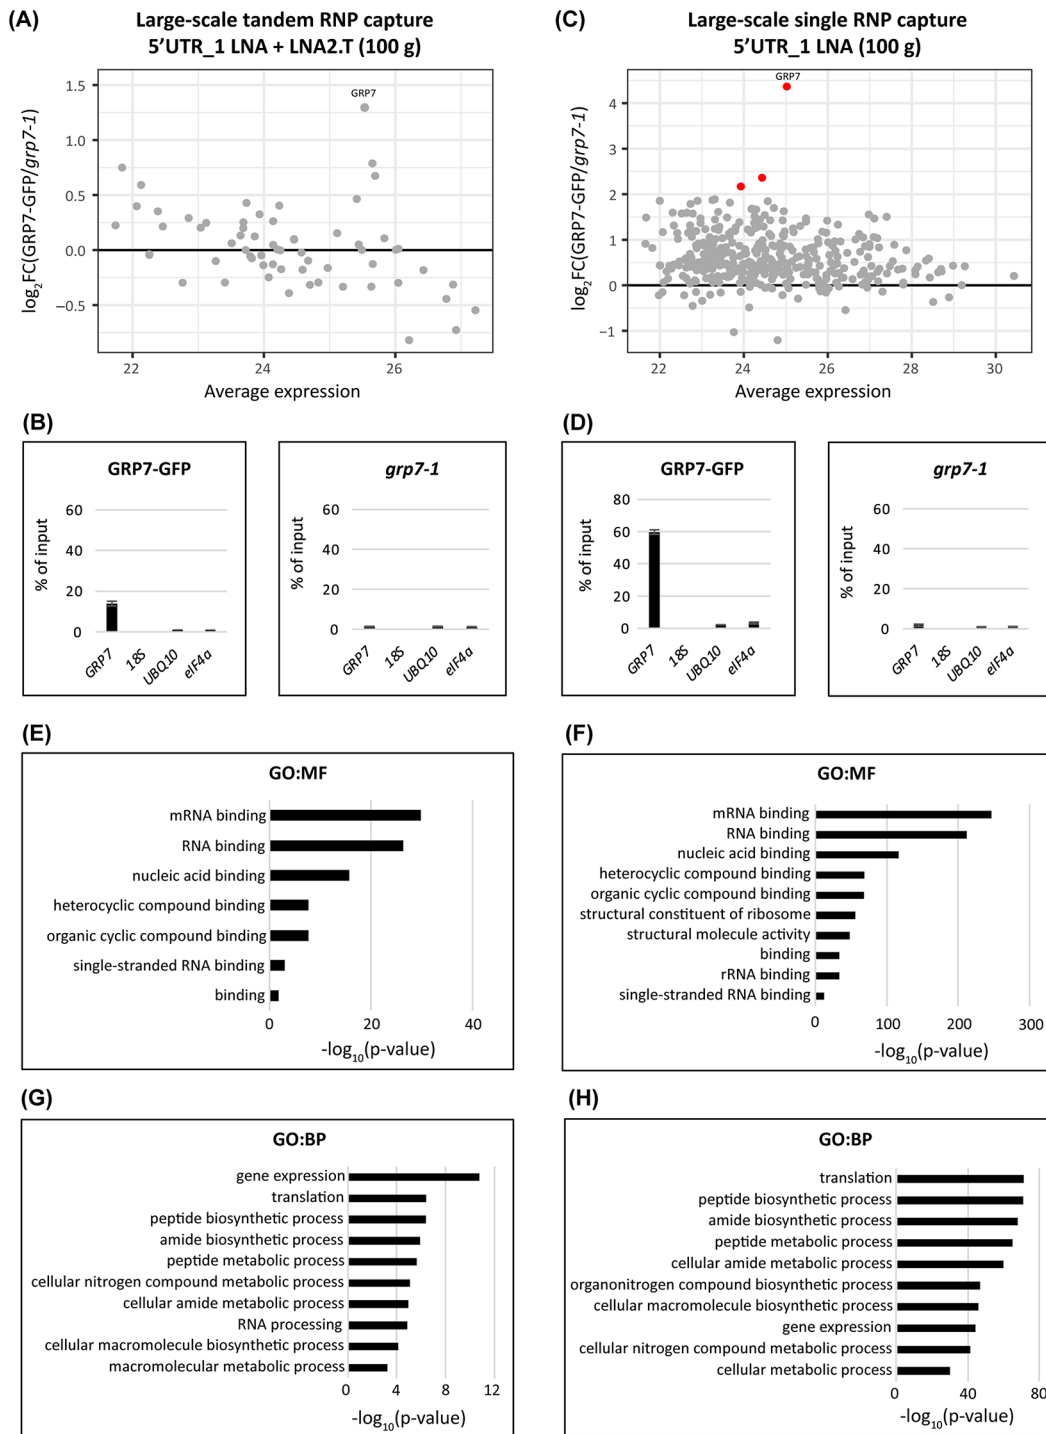 (A)
Large-scale tandem RNP capture
5’UTR_1 LNA + LNA2.T (100 g)
log2FC(GRP7-GFP/grp7-1)
1.5
1.0
0.5
0.0
−0.5
GRP7
22
24
26
Average expression
(C)
Large-scale single RNP capture
5’UTR_1 LNA (100 g)
log2FC(GRP7-GFP/grp7-1)
4
3
2
1
0
−1
GRP7
22
24
26
28
30
Average expression
(B)
GRP7-GFP
% of input
60
40
20
0
GRP7
18S
UBQ10
eIF4a
grp7-1
% of input
60
40
20
0
GRP7
18S
UBQ10
eIF4a
(D)
GRP7-GFP
% of input
80
60
40
20
0
GRP7
18S
UBQ10
eIF4a
grp7-1
% of input
60
40
20
0
GRP7
18S
UBQ10
eIF4a
(E)
GO:MF
mRNA binding
RNA binding
nucleic acid binding
heterocyclic compound binding
organic cyclic compound binding
single-stranded RNA binding
binding
0
20
40
-log10(p-value)
(F)
GO:MF
mRNA binding
RNA binding
nucleic acid binding
heterocyclic compound binding
organic cyclic compound binding
structural constituent of ribosome
structural molecule activity
binding
rRNA binding
single-stranded RNA binding
0
100
200
300
-log10(p-value)
(G)
GO:BP
gene expression
translation
peptide biosynthetic process
amide biosynthetic process
peptide metabolic process
cellular nitrogen compound metabolic process
cellular amide metabolic process
RNA processing
cellular macromolecule biosynthetic process
macromolecular metabolic process
0
4
8
12
-log10(p-value)
(H)
GO:BP
translation
peptide biosynthetic process
amide biosynthetic process
peptide metabolic process
cellular amide metabolic process
organonitrogen compound biosynthetic process
cellular macromolecule biosynthetic process
gene expression
cellular nitrogen compound metabolic process
cellular metabolic process
0
40
80
-log10(p-value)